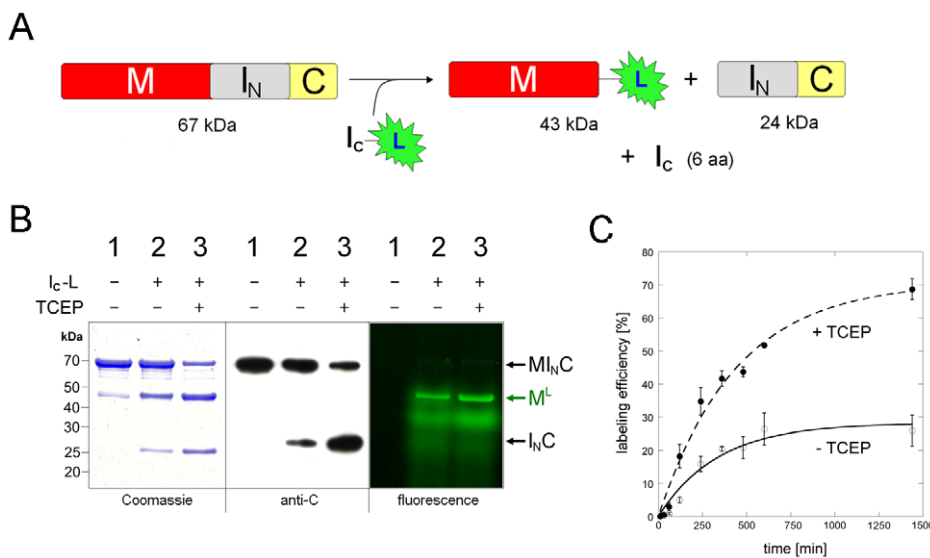 A
M I_N C
M L + I_N C
67 kDa
I_C L
43 kDa
24 kDa
+ I_C (6 aa)
B
1 2 3 1 2 3 1 2 3
I_C-L − + + − + + − + +
TCEP − − + − − + − − +
kDa
70
50
40
30
20
MI_NC
M^L
I_NC
Coomassie anti-C fluorescence
C
labeling efficiency [%]
80
70
60
50
40
30
20
10
0
+ TCEP
- TCEP
0 250 500 750 1000 1250 1500
time [min]